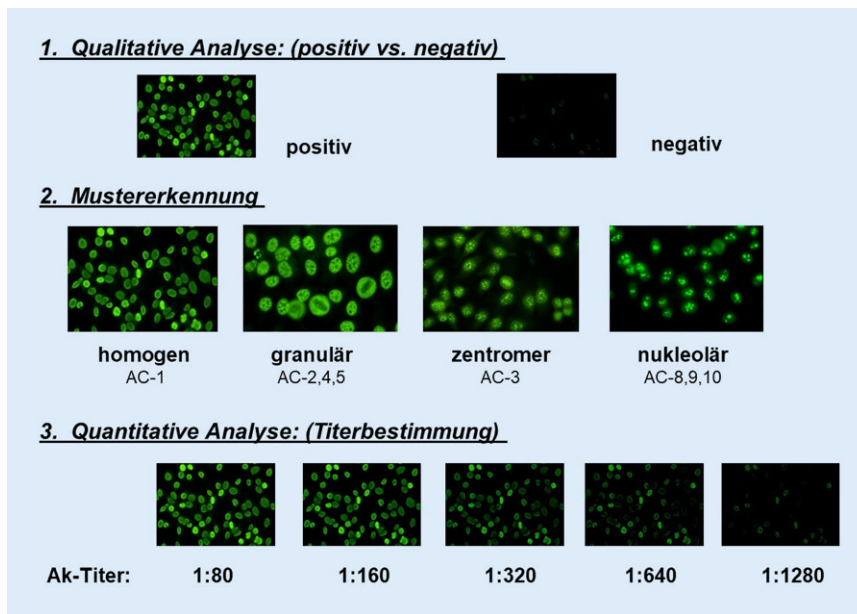 1. Qualitative Analyse: (positiv vs. negativ)
positiv
negativ
2. Mustererkennung
homogen
granulär
zentromer
nukleolär
AC-1
AC-2,4,5
AC-3
AC-8,9,10
3. Quantitative Analyse: (Titerbestimmung)
Ak-Titer: 1:80 1:160 1:320 1:640 1:1280